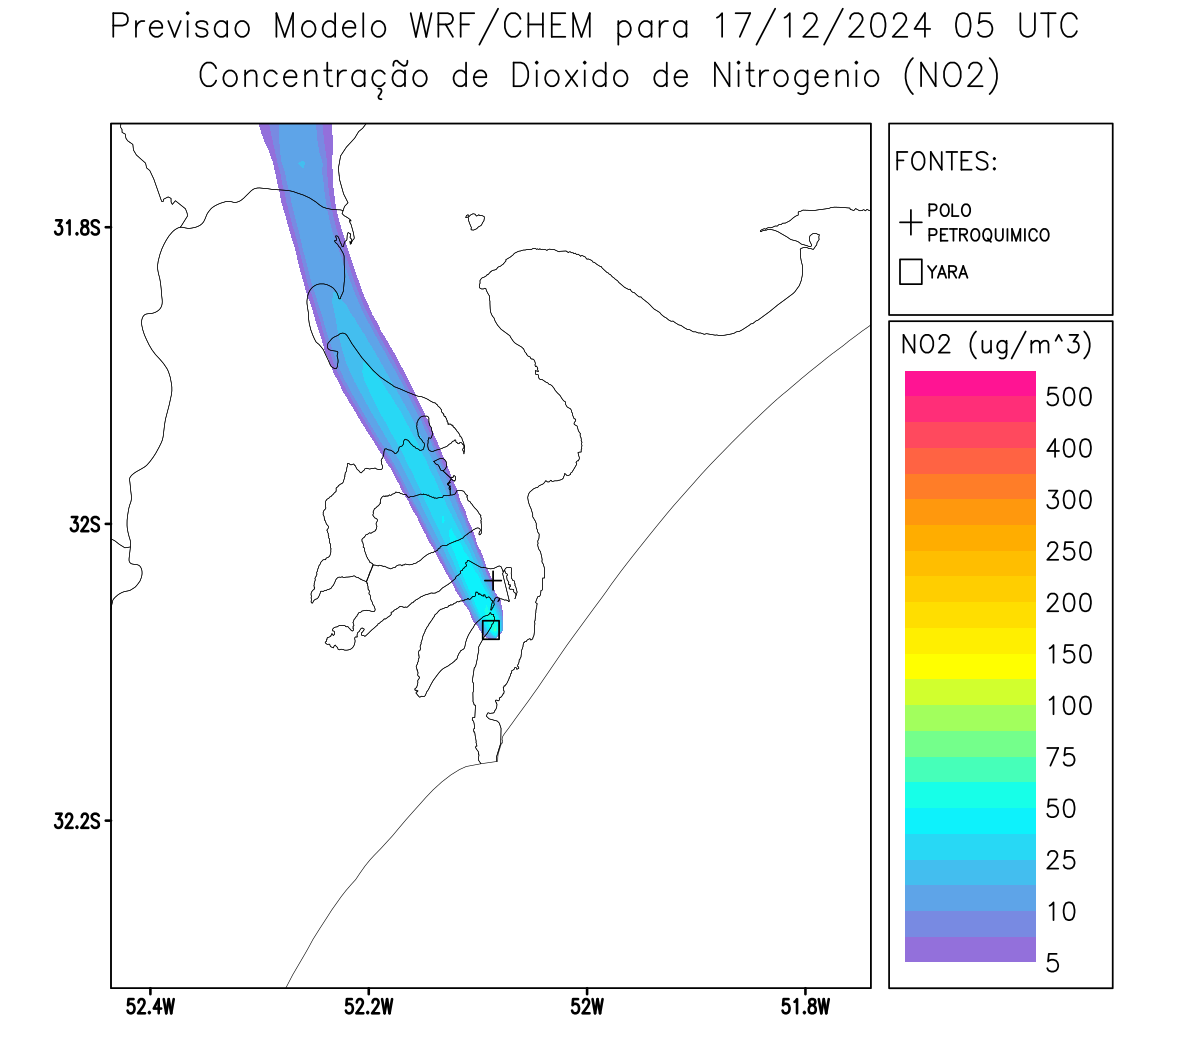 Previsao Modelo WRF/CHEM para 17/12/2024 05 UTC
Concentração de Dioxido de Nitrogenio (NO2)
FONTES:
POLO
PETROQUIMICO
YARA
31.8S
32S
32.2S
52.4W
52.2W
52W
51.8W
NO2 (ug/m^3)
500
400
300
250
200
150
100
75
50
25
10
5